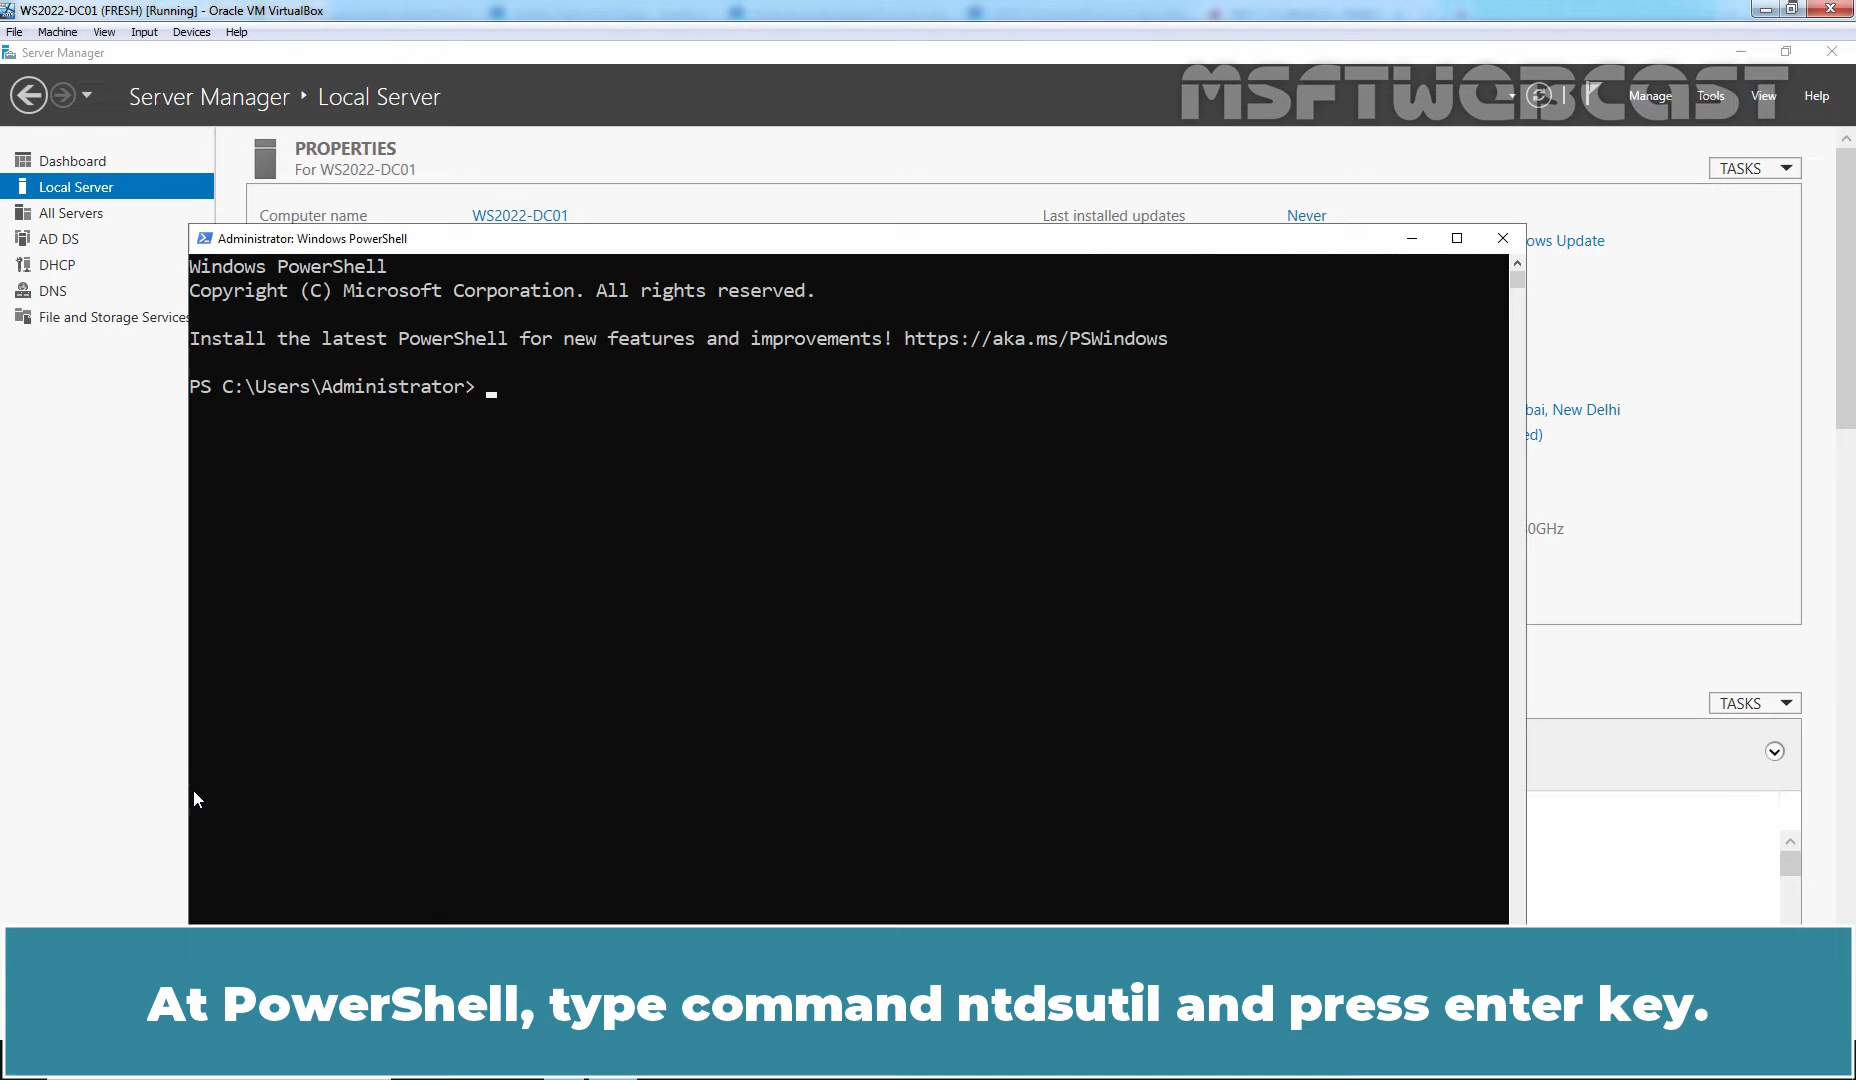 WS2022-DC01 (FRESH) [Running] - Oracle VM VirtualBox
File Machine View Input Devices Help
Server Manager
Server Manager ‣ Local Server
MSFTWEBCAST
Manage Tools View Help
Dashboard
Local Server
All Servers
AD DS
DHCP
DNS
File and Storage Services
PROPERTIES
For WS2022-DC01
TASKS
Computer name WS2022-DC01 Last installed updates Never
ows Update
bai, New Delhi
ed)
0GHz
TASKS
Administrator: Windows PowerShell
Windows PowerShell
Copyright (C) Microsoft Corporation. All rights reserved.
Install the latest PowerShell for new features and improvements! https://aka.ms/PSWindows
PS C:\Users\Administrator>
At PowerShell, type command ntdsutil and press enter key.